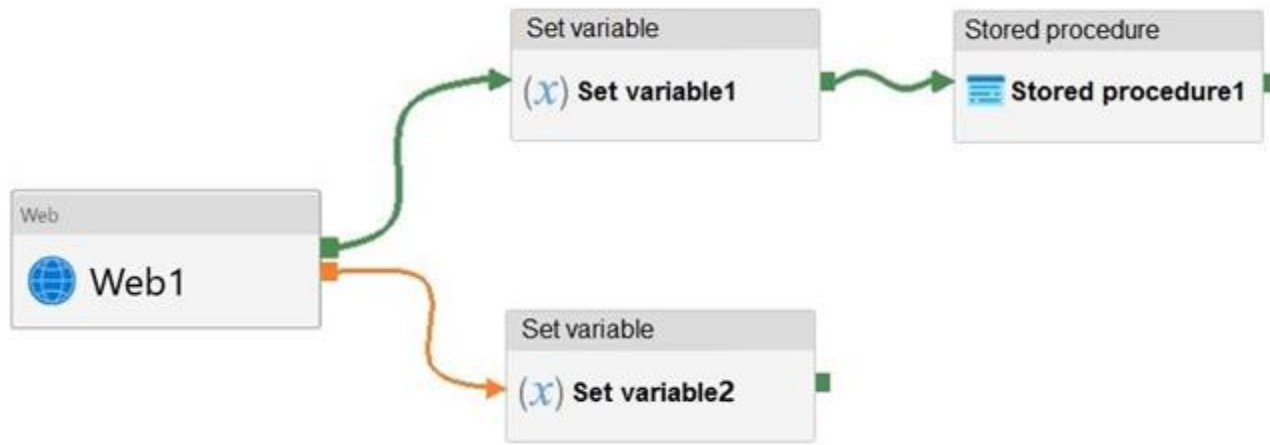 Set variable
(x) Set variable1
Stored procedure
Stored procedure1
Web
Web1
Set variable
(x) Set variable2